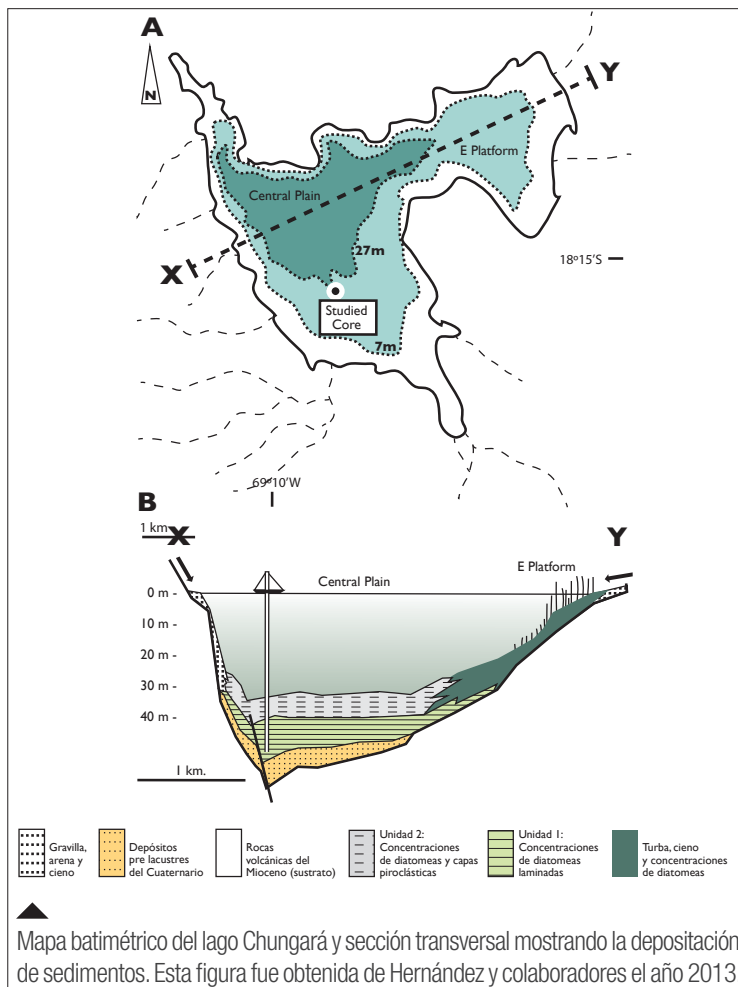 A
N
Y
E Platform
Central Plain
27m
18º15'S
X
Studied
Core
7m
69º10'W
B
1 km
X
Y
Central Plain
E Platform
0 m -
10 m -
20 m -
30 m -
40 m -
1 km.
Gravilla,
arena y
cieno
Depósitos
pre lacustres
del Cuaternario
Rocas
volcánicas del
Mioceno (sustrato)
Unidad 2:
Concentraciones
de diatomeas y capas
piroclásticas
Unidad 1:
Concentraciones
de diatomeas
laminadas
Turba, cieno
y concentraciones
de diatomeas
Mapa batimétrico del lago Chungará y sección transversal mostrando la depositación
de sedimentos. Esta figura fue obtenida de Hernández y colaboradores el año 2013